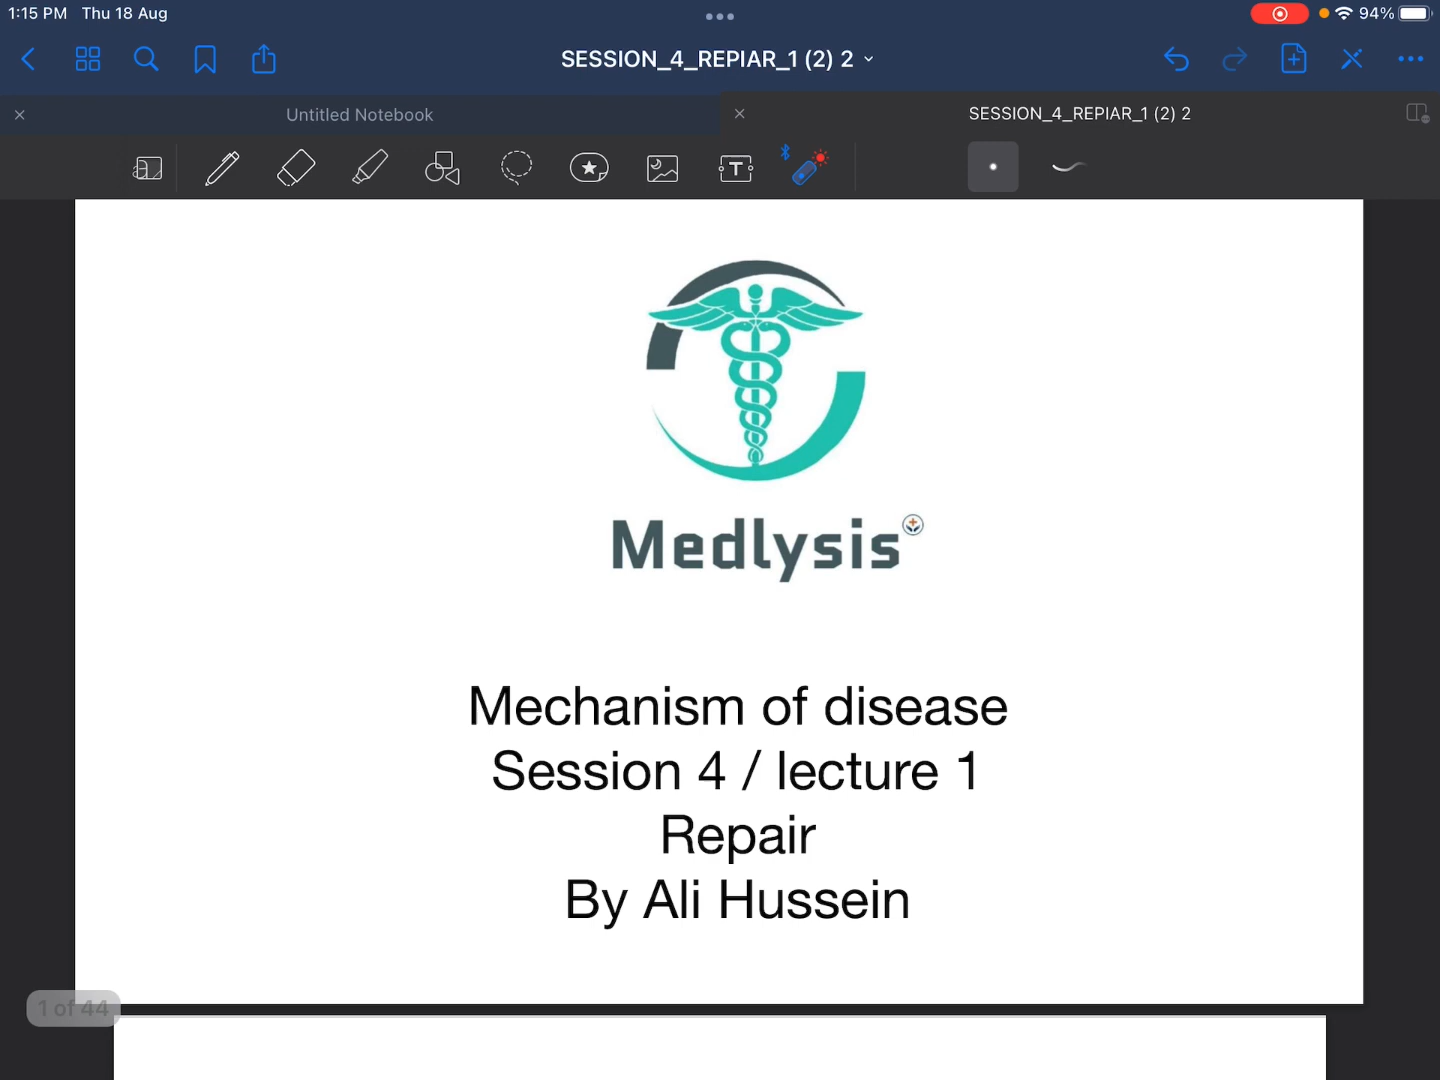 1:15 PM Thu 18 Aug
94%
SESSION_4_REPIAR_1 (2) 2
Untitled Notebook
SESSION_4_REPIAR_1 (2) 2
Medlysis
Mechanism of disease
Session 4 / lecture 1
Repair
By Ali Hussein
1 of 44